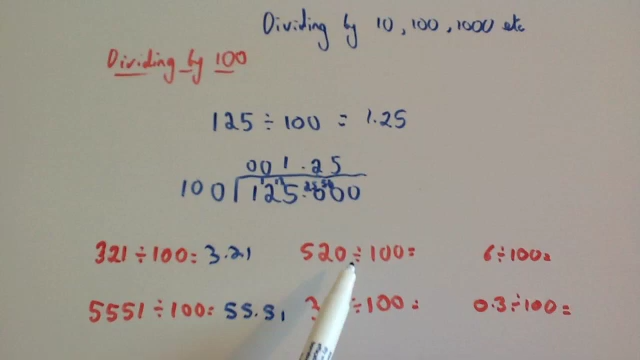 Dividing by 10, 100, 1000 etc
Dividing by 100
125 ÷ 100 = 1.25
001.25
100 125.000
321 ÷ 100 = 3.21 520 ÷ 100 = 6 ÷ 100 =
5551 ÷ 100 = 55.51 3 ÷ 100 = 0.3 ÷ 100 =